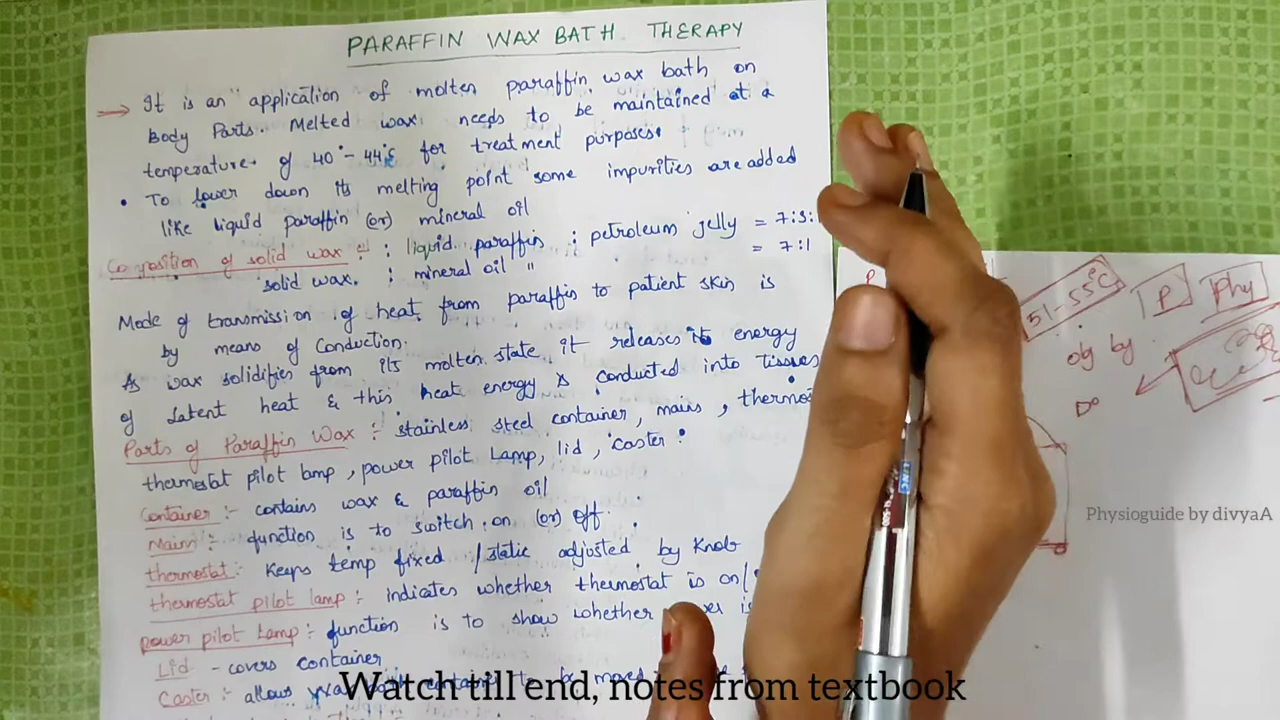 PARAFFIN WAX BATH THERAPY
It is an application of molten paraffin wax bath on
Body Parts. Melted wax needs to be maintained at a
temperature of 40°-44°c for treatment purposes.
• To lower down its melting point some impurities are added
like liquid paraffin (or) mineral oil
Composition of solid wax : liquid paraffin : petroleum jelly = 7:3:
solid wax : mineral oil " = 7:1
Mode of transmission of heat from paraffin to patient skin is
by means of Conduction.
As wax solidifies from its molten state it releases its energy
of latent heat & this heat energy is conducted into tissues
Parts of Paraffin Wax :- stainless steel container, mains, thermos
thermostat pilot lamp, power pilot Lamp, lid, caster.
Container :- contains wax & paraffin oil
Main :- function is to switch on (or) off.
thermostat :- Keeps temp fixed /static adjusted by Knob
thermostat pilot lamp :- indicates whether thermostat is on/
power pilot Lamp :- function is to show whether
Lid - covers container
Caster :- allows container to be moved
51-55°C
P
Phy
obj by
Physioguide by divyaA
Watch till end, notes from textbook